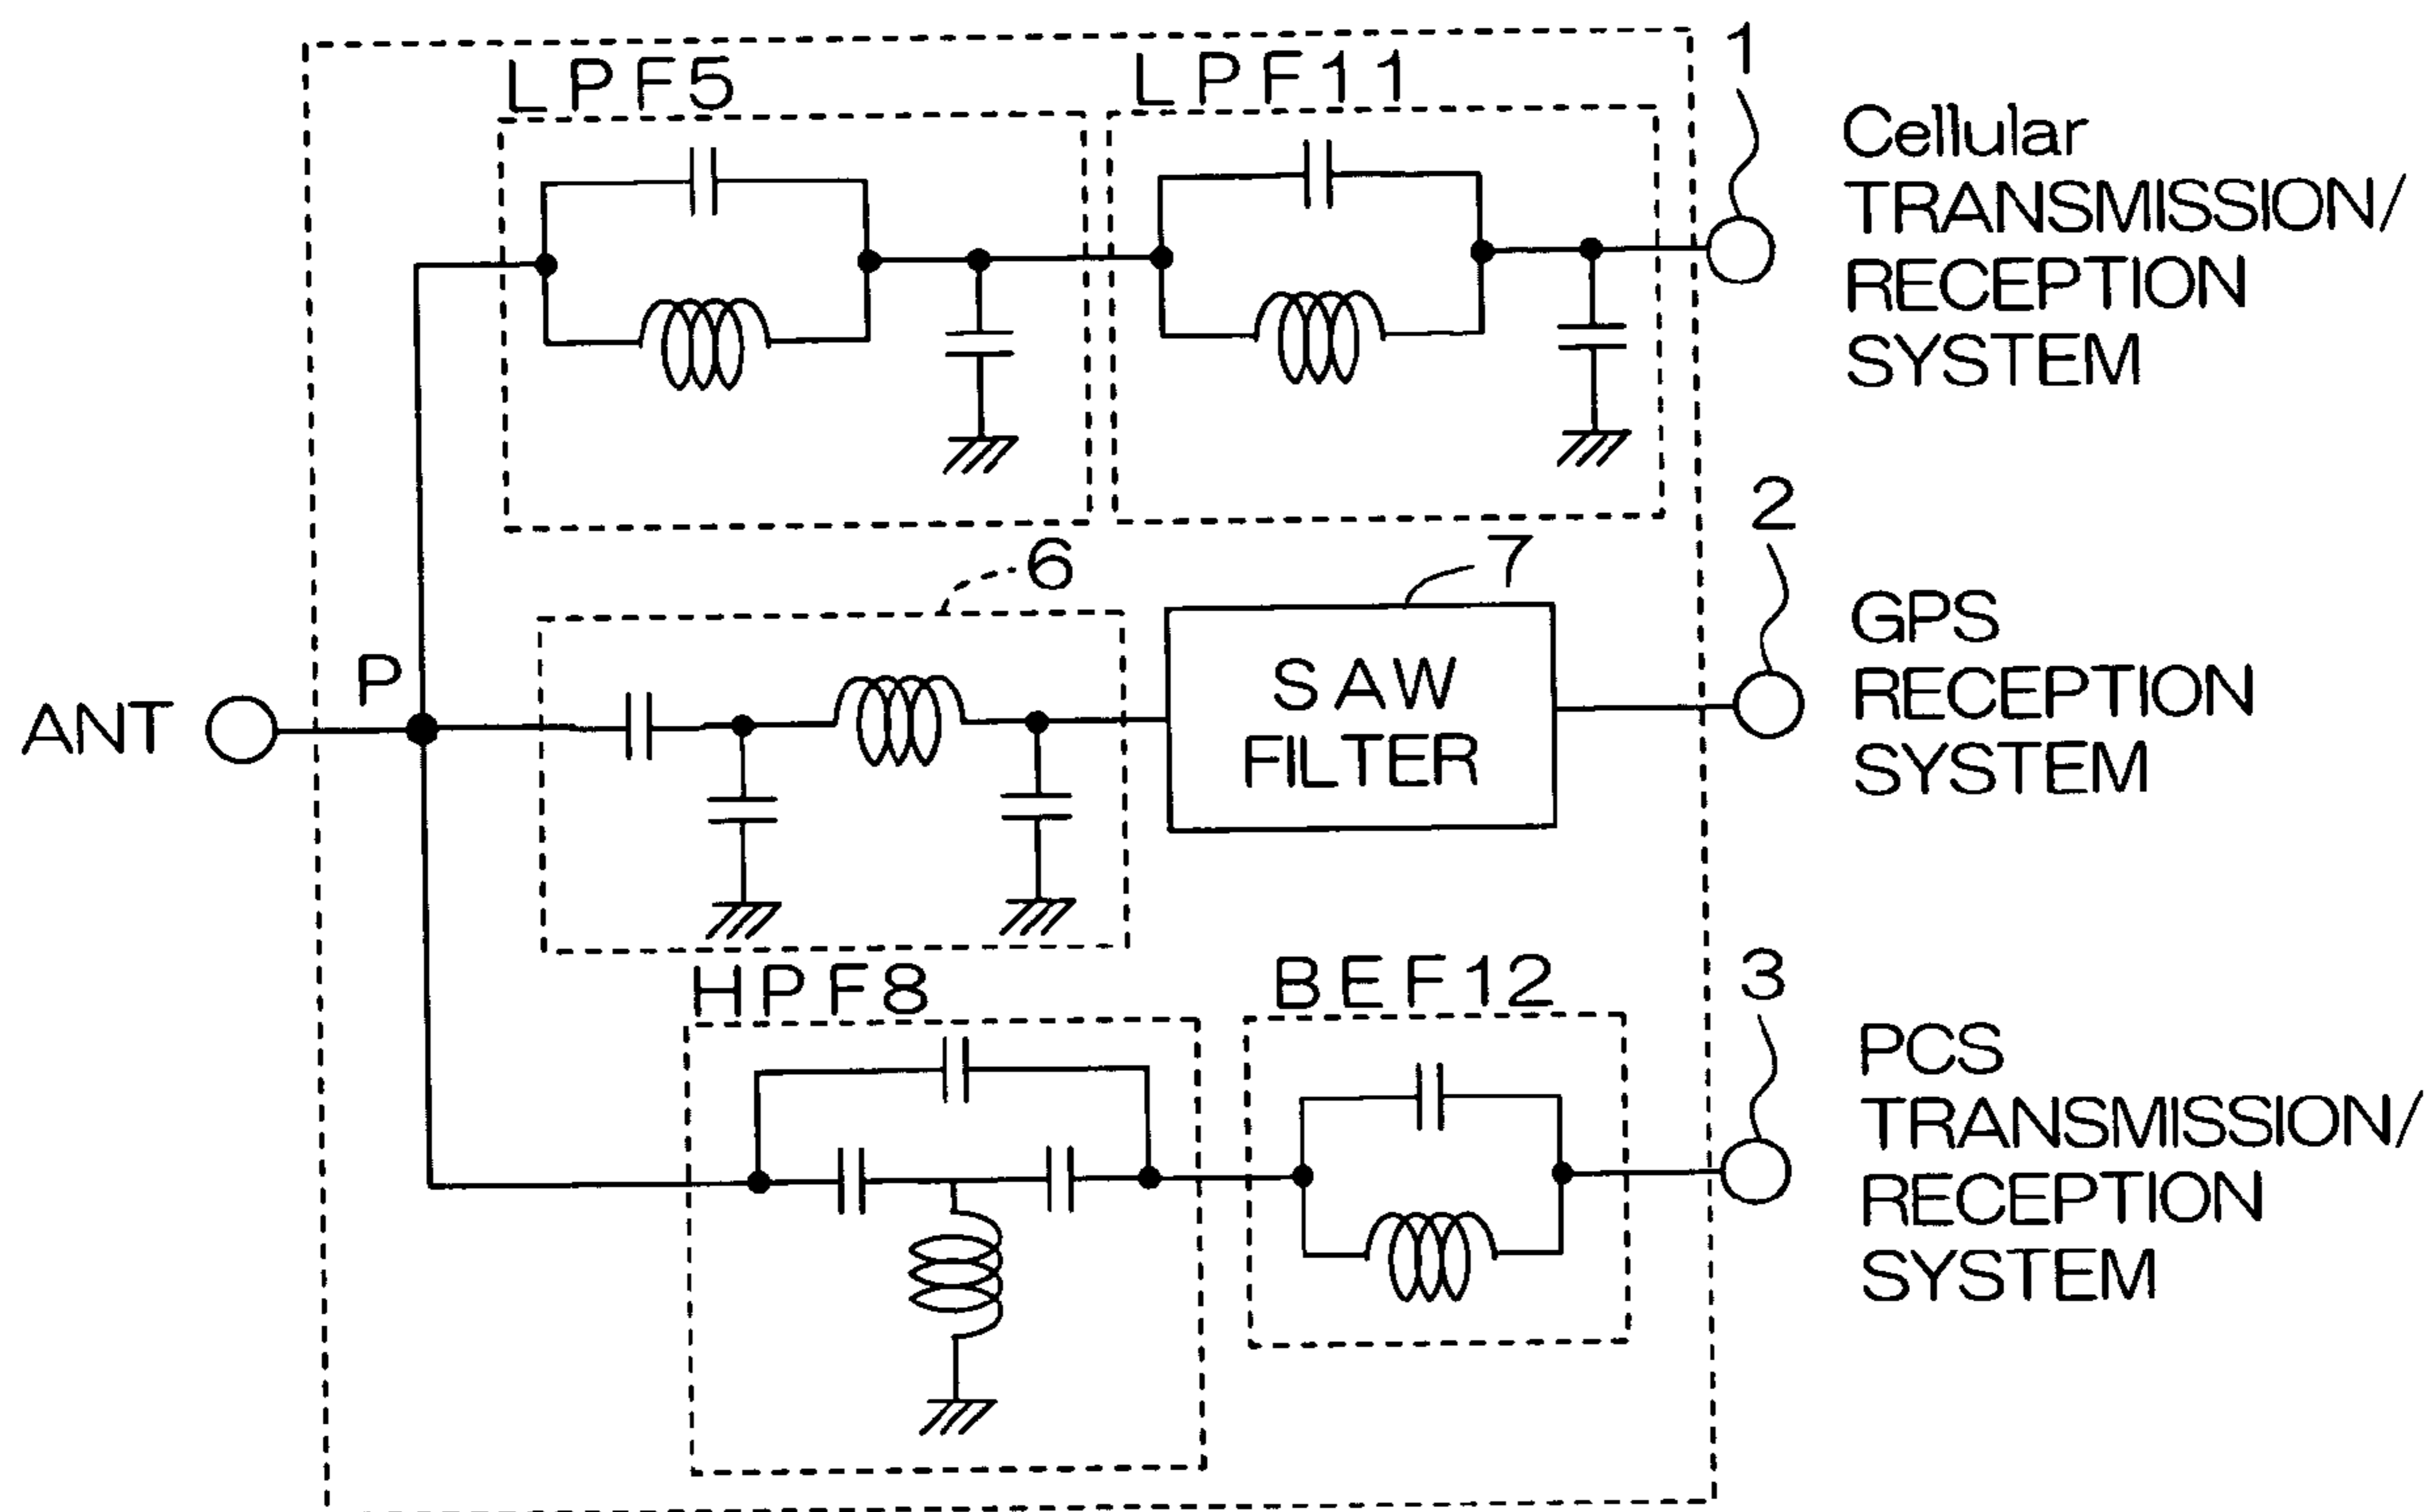 LPF5
LPF11
1
Cellular
TRANSMISSION/
RECEPTION
SYSTEM
6
7
2
P
ANT
SAW
FILTER
GPS
RECEPTION
SYSTEM
HPF8
BEF12
3
PCS
TRANSMISSION/
RECEPTION
SYSTEM